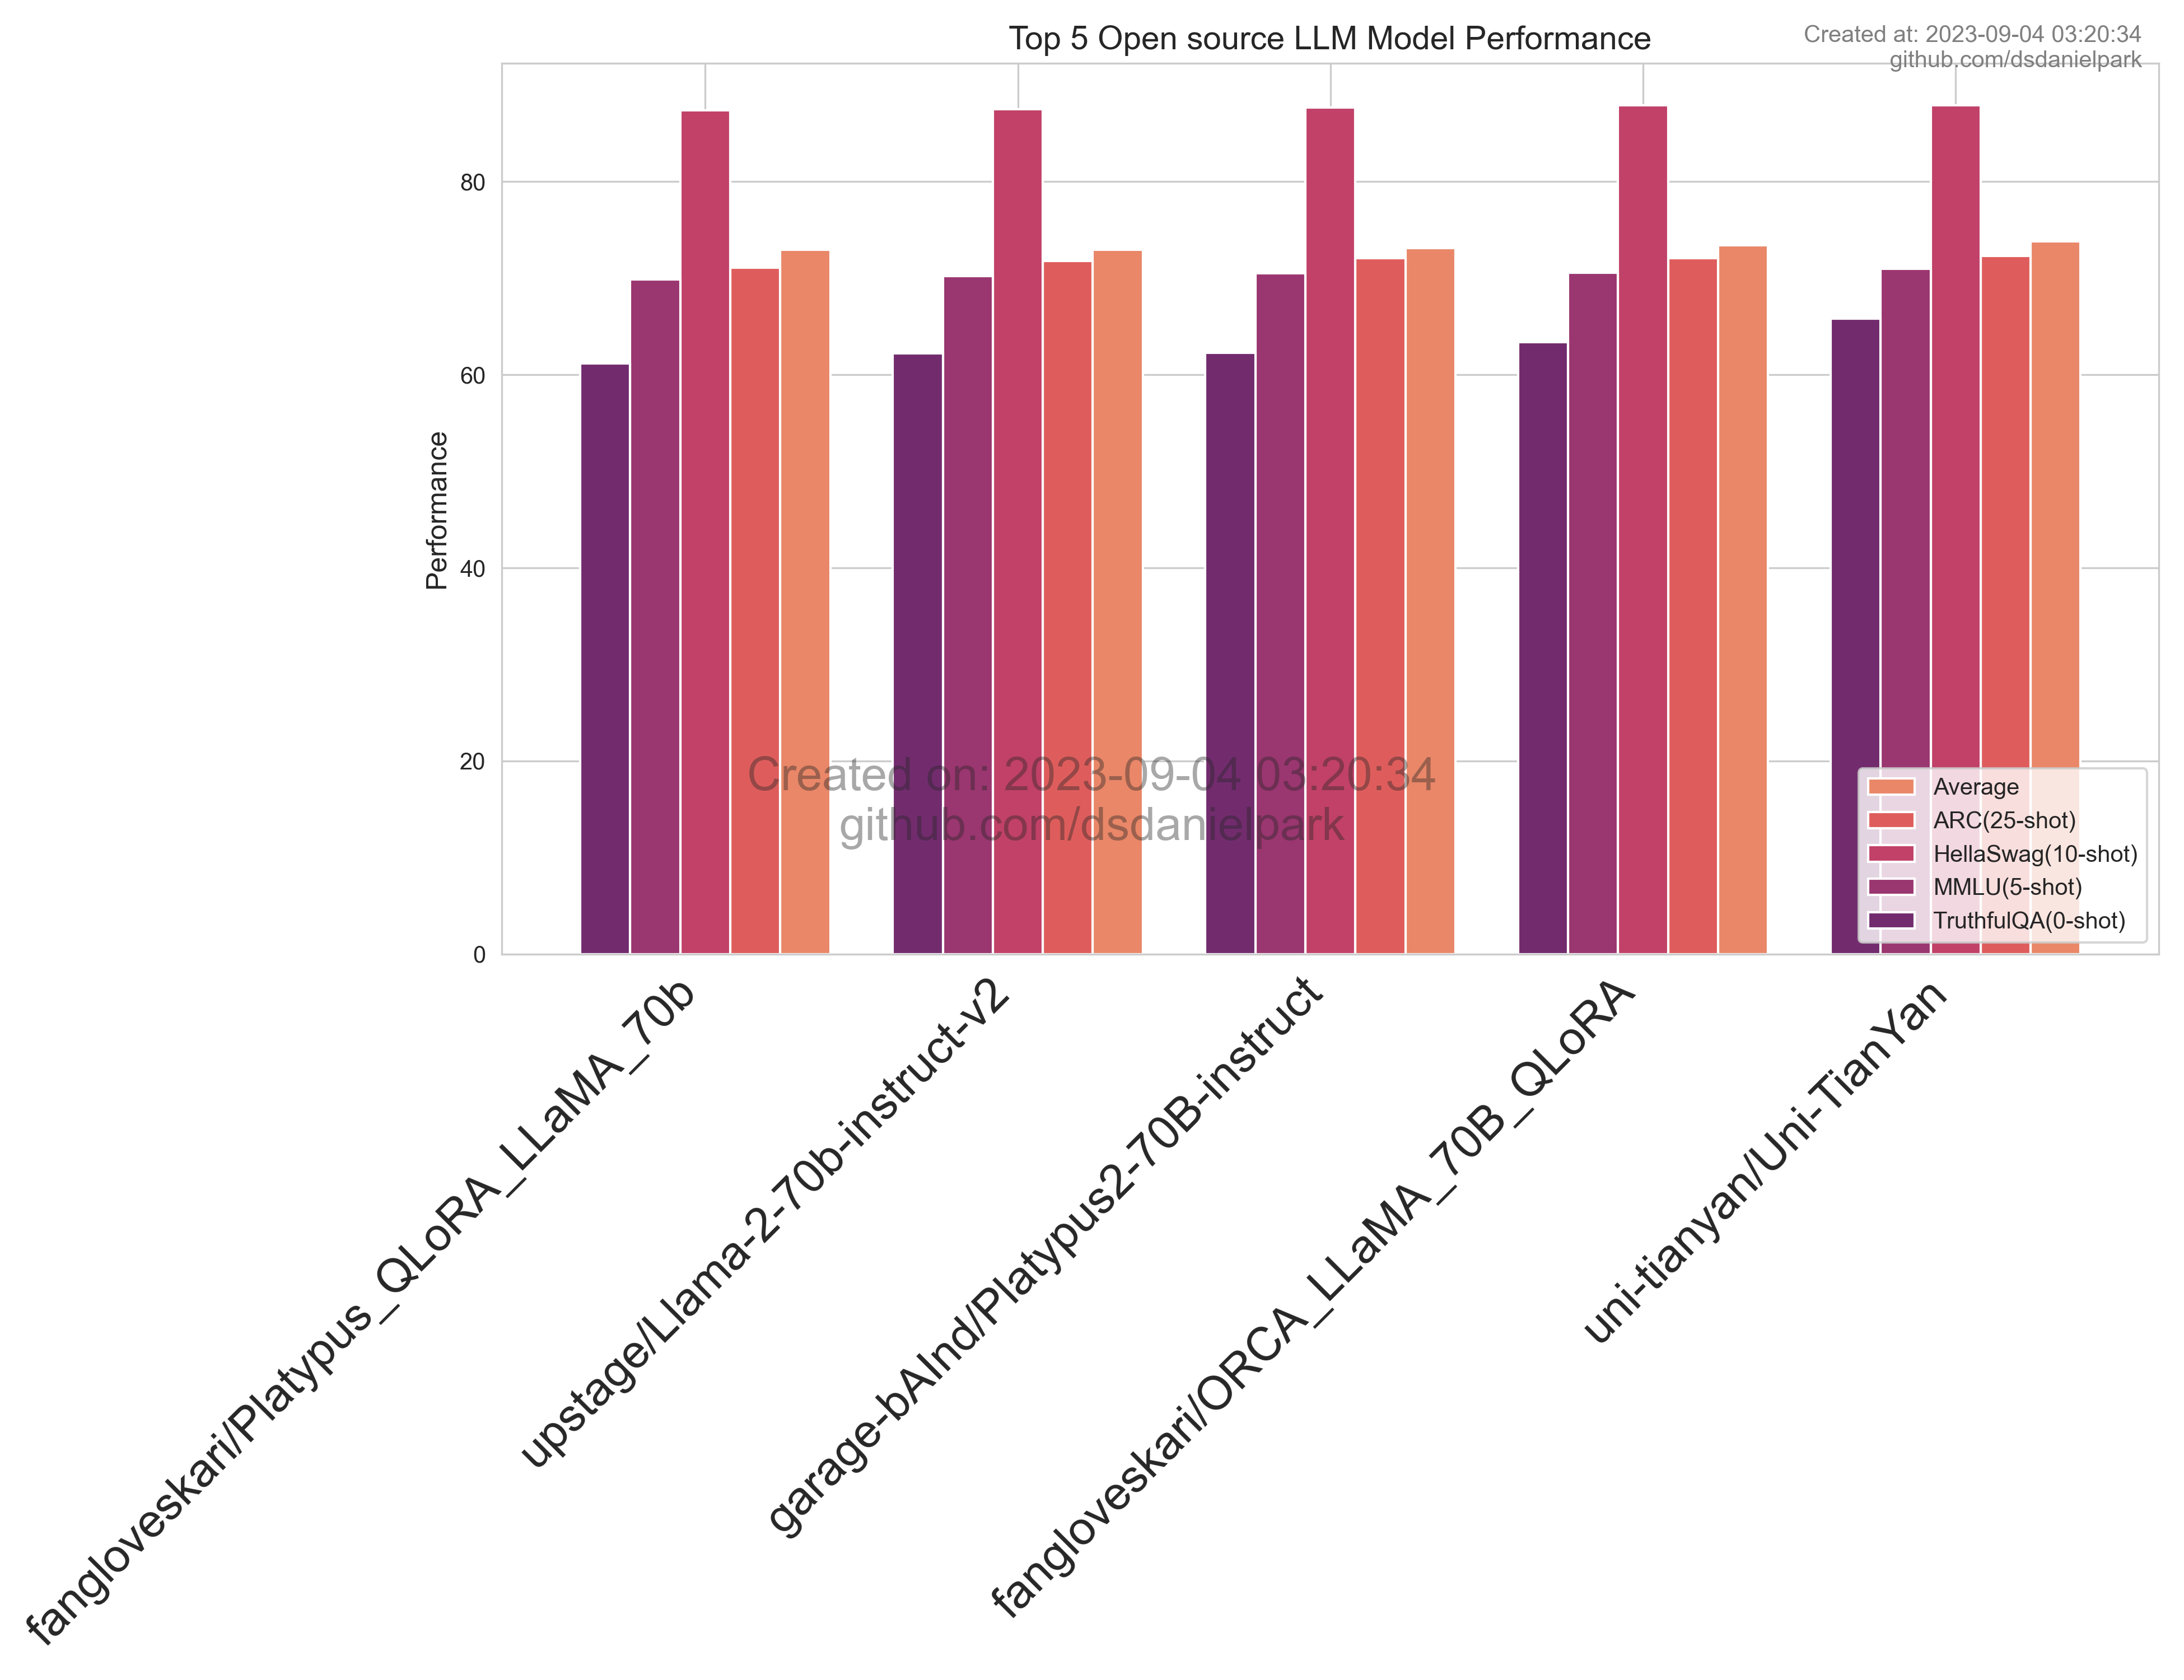 Top 5 Open source LLM Model Performance
Created at: 2023-09-04 03:20:34
github.com/dsdanielpark
Performance
80
60
40
20
0
Created on: 2023-09-04 03:20:34
github.com/dsdanielpark
Average
ARC(25-shot)
HellaSwag(10-shot)
MMLU(5-shot)
TruthfulQA(0-shot)
fangloveskari/Platypus_QLoRA_LLaMA_70b
upstage/Llama-2-70b-instruct-v2
garage-bAInd/Platypus2-70B-instruct
fangloveskari/ORCA_LLaMA_70B_QLoRA
uni-tianyan/Uni-TianYan